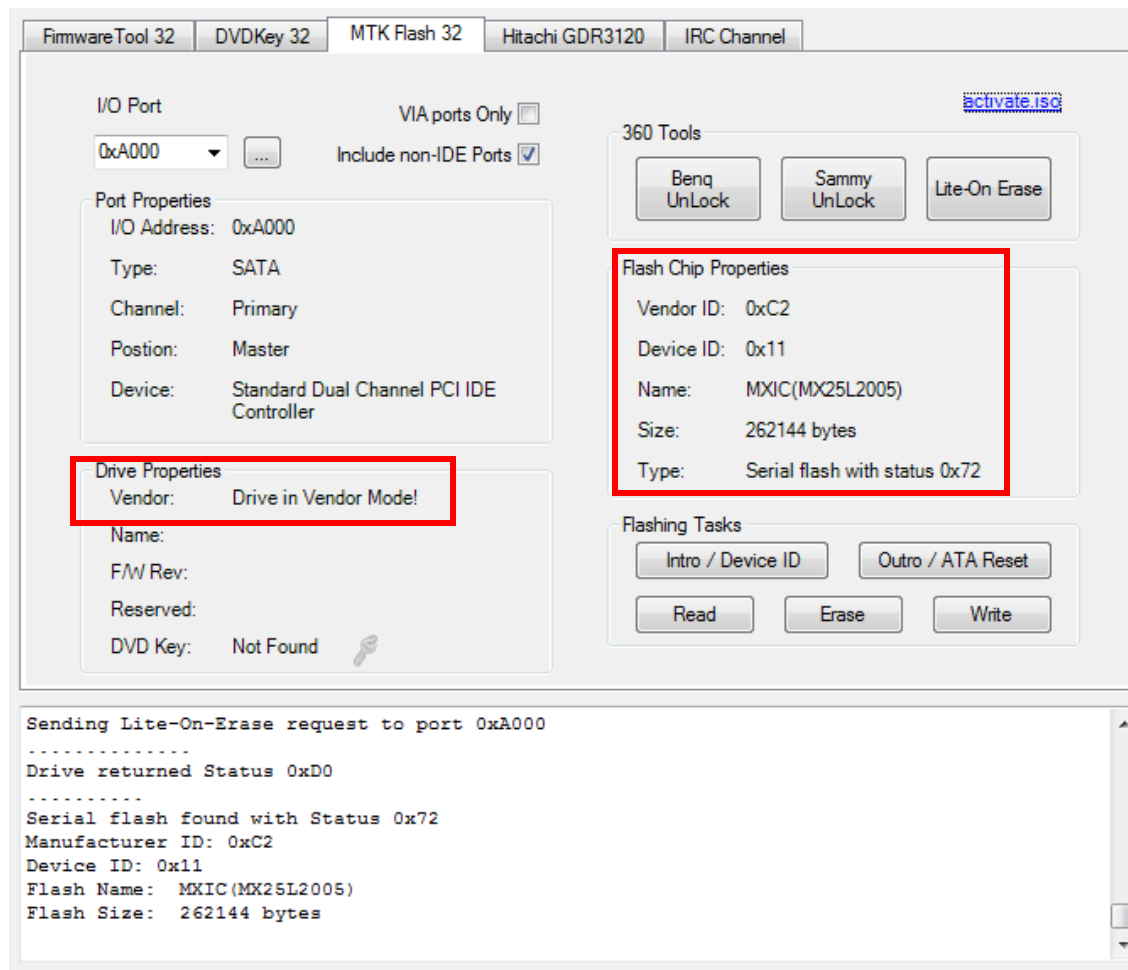 FirmwareTool 32 DVDKey 32 MTK Flash 32 Hitachi GDR3120 IRC Channel
I/O Port
VIA ports Only
0xA000 ... Include non-IDE Ports
Port Properties
I/O Address: 0xA000
Type: SATA
Channel: Primary
Postion: Master
Device: Standard Dual Channel PCI IDE
Controller
Drive Properties
Vendor: Drive in Vendor Mode!
Name:
F/W Rev:
Reserved:
DVD Key: Not Found
activate.iso
360 Tools
Benq
UnLock
Sammy
UnLock
Lite-On Erase
Flash Chip Properties
Vendor ID: 0xC2
Device ID: 0x11
Name: MXIC(MX25L2005)
Size: 262144 bytes
Type: Serial flash with status 0x72
Flashing Tasks
Intro / Device ID Outro / ATA Reset
Read Erase Write
Sending Lite-On-Erase request to port 0xA000
..............
Drive returned Status 0xD0
..........
Serial flash found with Status 0x72
Manufacturer ID: 0xC2
Device ID: 0x11
Flash Name: MXIC(MX25L2005)
Flash Size: 262144 bytes